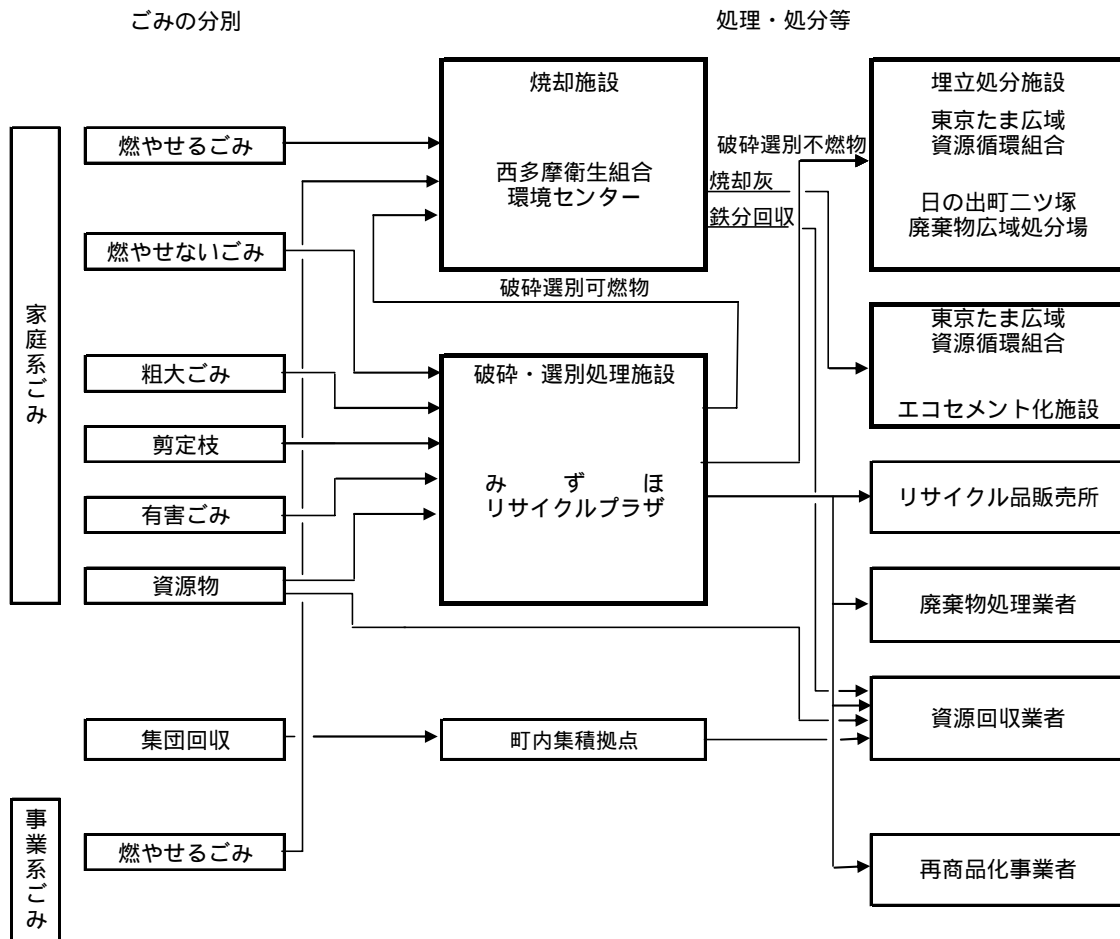 ごみの分別
処理・処分等
家庭系ごみ
燃やせるごみ
燃やせないごみ
粗大ごみ
剪定枝
有害ごみ
資源物
集団回収
事業系ごみ
燃やせるごみ
焼却施設
西多摩衛生組合
環境センター
破砕選別可燃物
破砕・選別処理施設
み ず ほ
リサイクルプラザ
町内集積拠点
破砕選別不燃物
焼却灰
鉄分回収
埋立処分施設
東京たま広域
資源循環組合
日の出町二ツ塚
廃棄物広域処分場
東京たま広域
資源循環組合
エコセメント化施設
リサイクル品販売所
廃棄物処理業者
資源回収業者
再商品化事業者